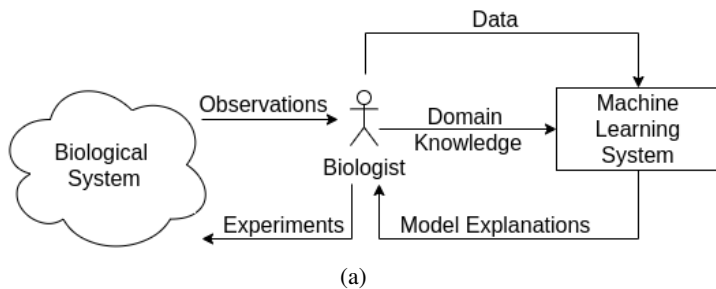 Data
Observations
Biological
System
Biologist
Domain
Knowledge
Machine
Learning
System
Experiments
Model Explanations
(a)